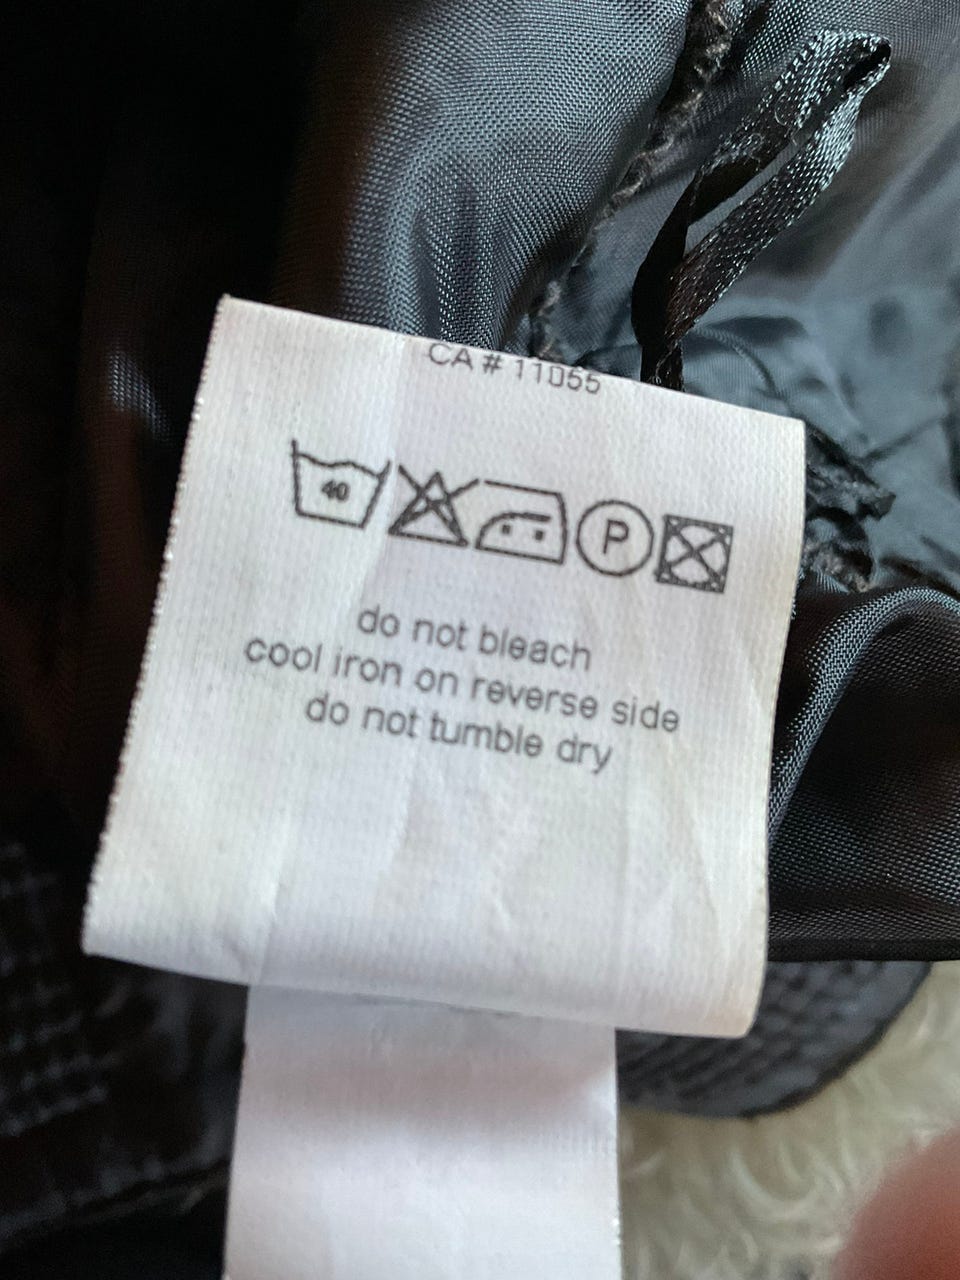 CA # 11055
40 P
do not bleach
cool iron on reverse side
do not tumble dry